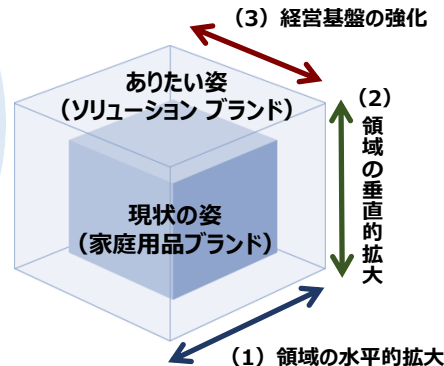 （3）経営基盤の強化
ありたい姿
（ソリューション ブランド）
（2）
領域の垂直的拡大
現状の姿
（家庭用品ブランド）
（1）領域の水平的拡大